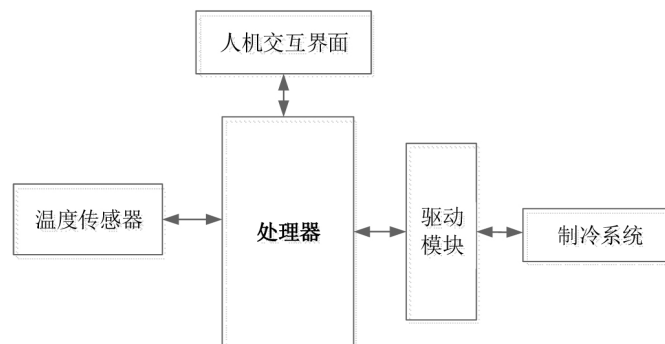 人机交互界面
温度传感器
处理器
驱动
模块
制冷系统